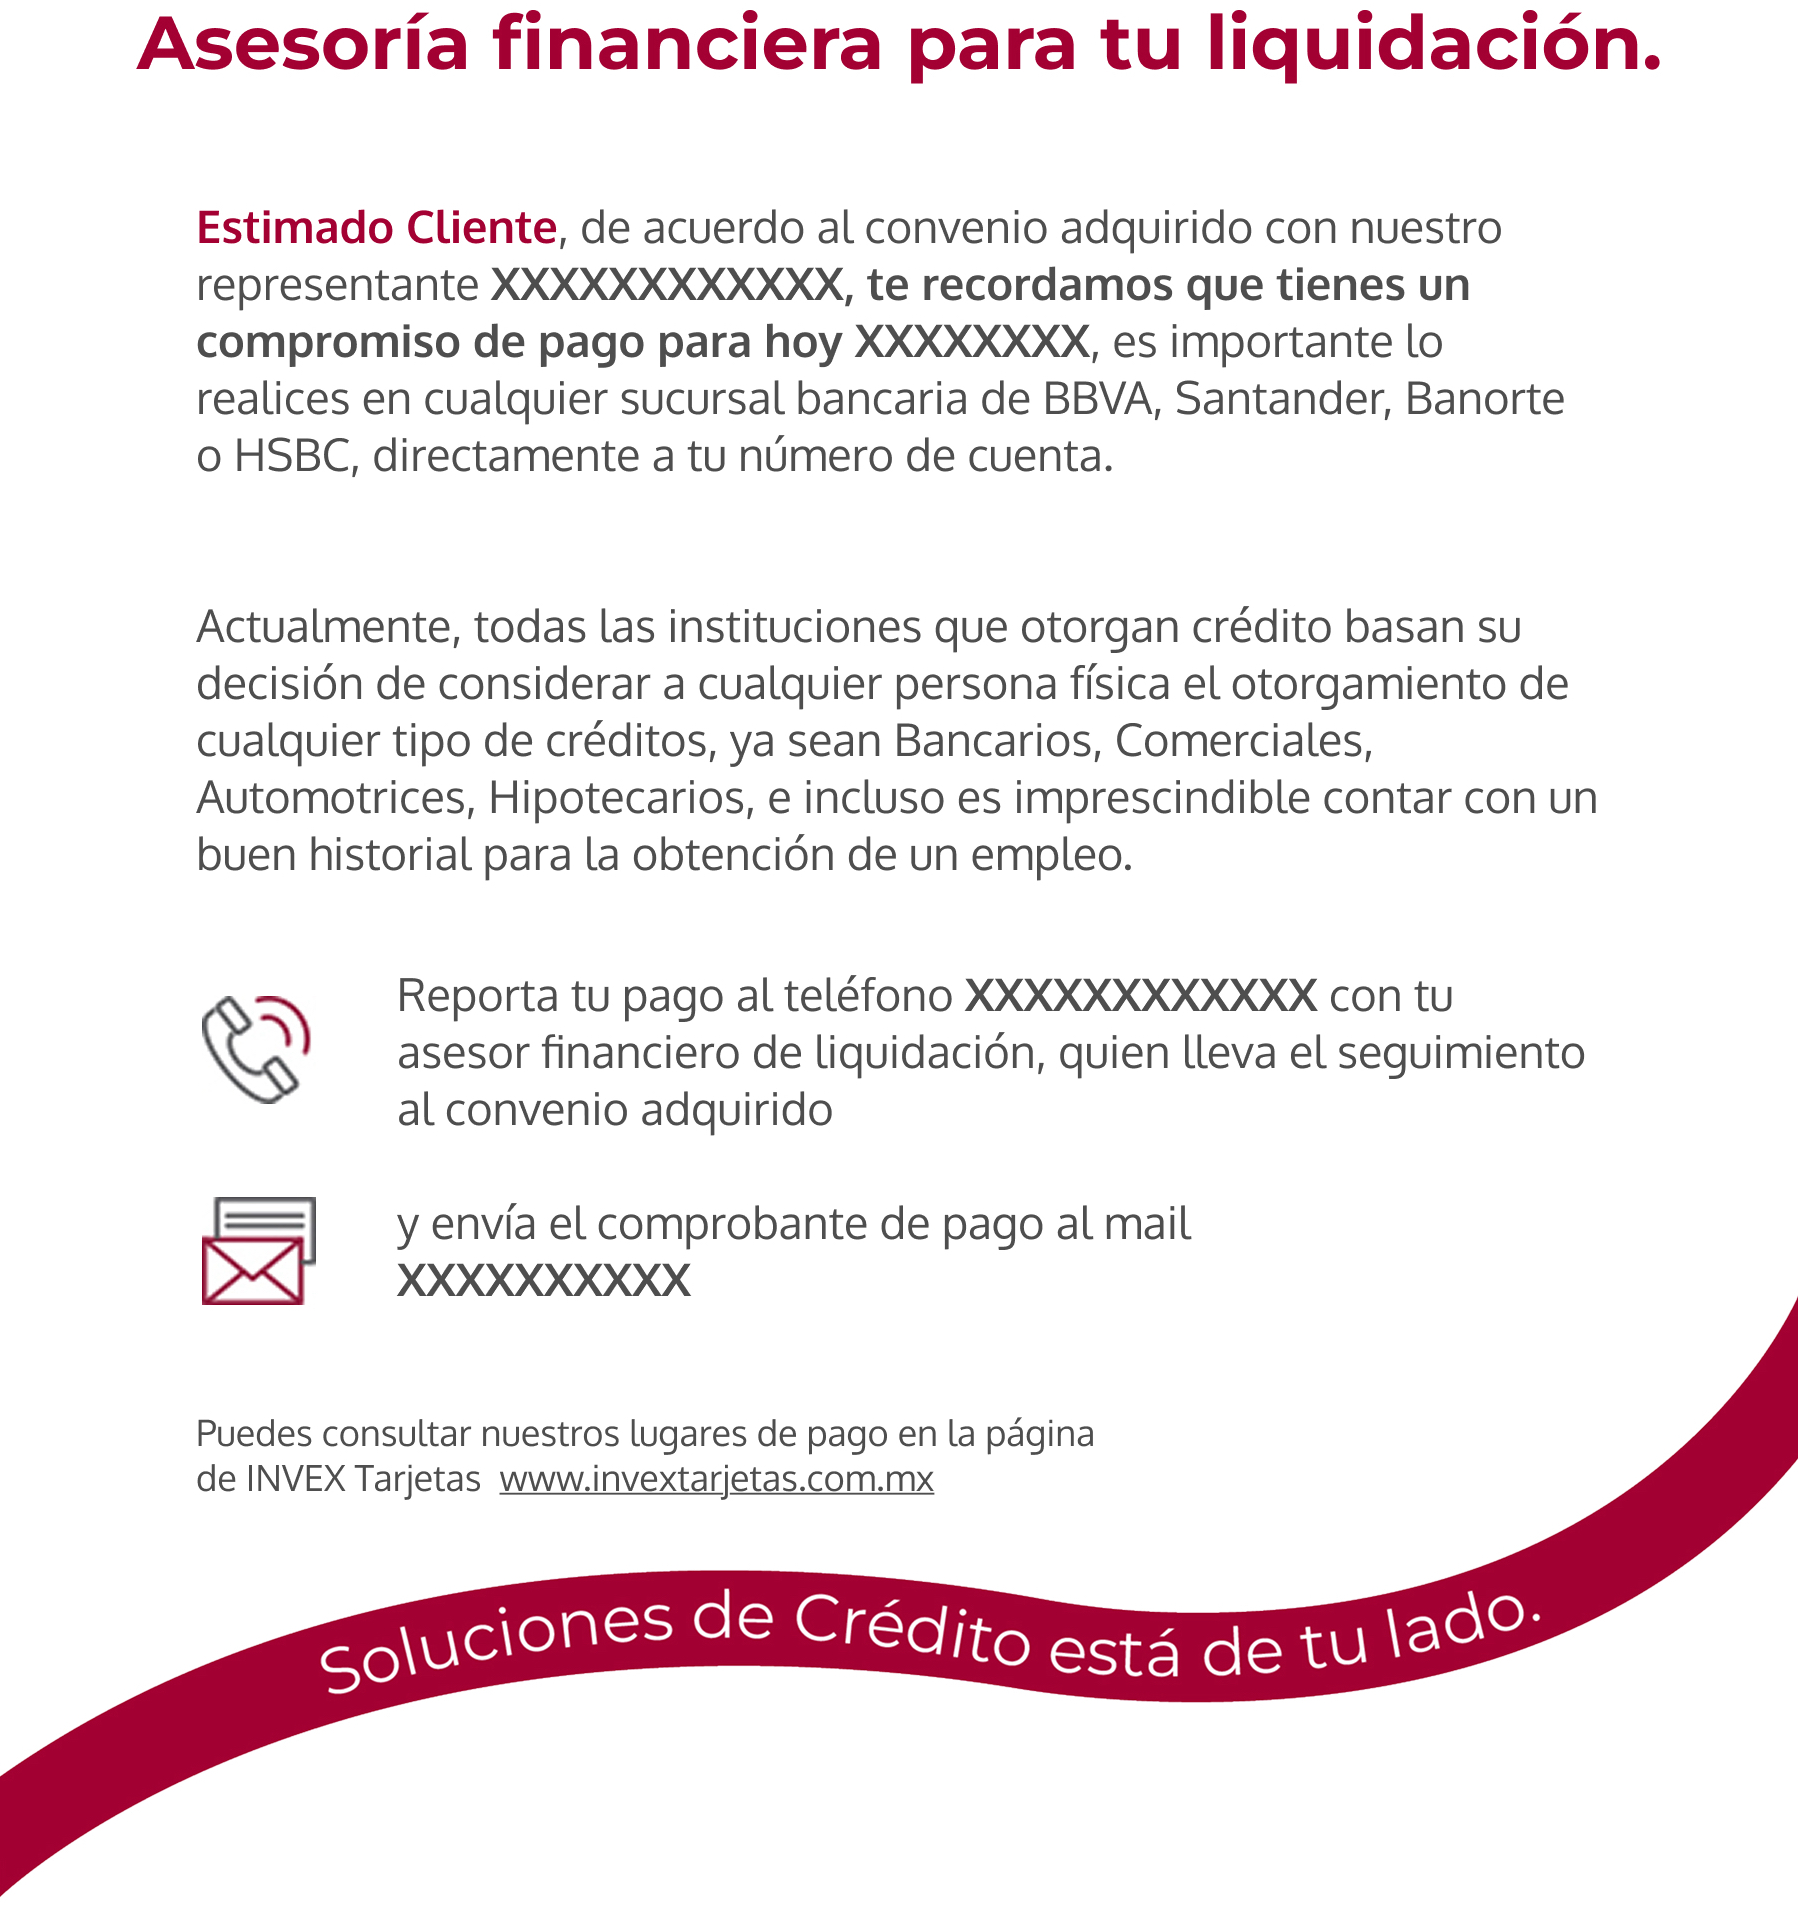 Asesoría financiera para tu liquidación.
Estimado Cliente, de acuerdo al convenio adquirido con nuestro
representante XXXXXXXXXXXX, te recordamos que tienes un
compromiso de pago para hoy XXXXXXXX, es importante lo
realices en cualquier sucursal bancaria de BBVA, Santander, Banorte
o HSBC, directamente a tu número de cuenta.
Actualmente, todas las instituciones que otorgan crédito basan su
decisión de considerar a cualquier persona física el otorgamiento de
cualquier tipo de créditos, ya sean Bancarios, Comerciales,
Automotrices, Hipotecarios, e incluso es imprescindible contar con un
buen historial para la obtención de un empleo.
Reporta tu pago al teléfono XXXXXXXXXXXX con tu
asesor financiero de liquidación, quien lleva el seguimiento
al convenio adquirido
y envía el comprobante de pago al mail
XXXXXXXXXX
Puedes consultar nuestros lugares de pago en la página
de INVEX Tarjetas www.invextarjetas.com.mx
Soluciones de Crédito está de tu lado.